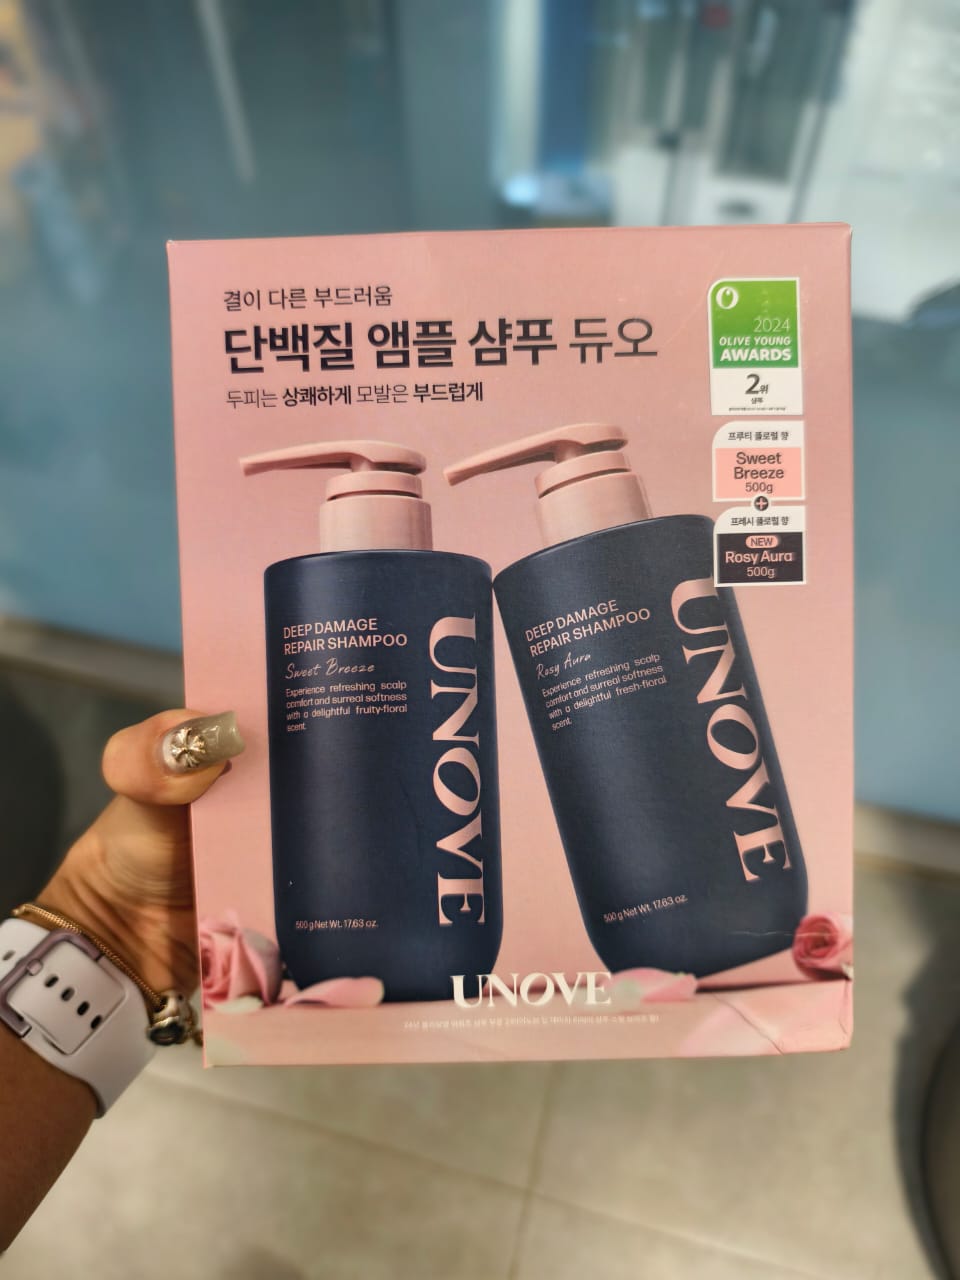 결이 다른 부드러움
단백질 앰플 샴푸 듀오
두피는 상쾌하게 모발은 부드럽게
2024
OLIVE YOUNG
AWARDS
2위
샴푸
프루티 플로럴 향
Sweet
Breeze
500g
+
프레시 플로럴 향
NEW
Rosy Aura
500g
DEEP DAMAGE
REPAIR SHAMPOO
Sweet Breeze
Experience refreshing scalp
comfort and surreal softness
with a delightful fruity-floral
scent.
UNOVE
500 g Net Wt. 17.63 oz.
DEEP DAMAGE
REPAIR SHAMPOO
Rosy Aura
Experience refreshing scalp
comfort and surreal softness
with a delightful fresh-floral
scent.
UNOVE
500 g Net Wt. 17.63 oz.
UNOVE